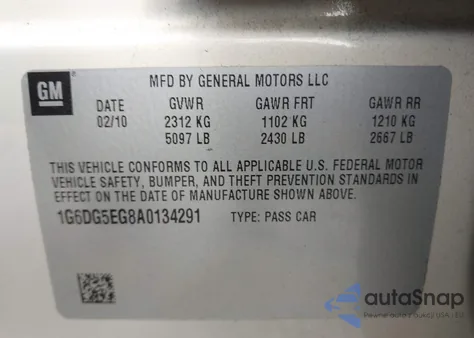 GM
MFD BY GENERAL MOTORS LLC
DATE GVWR GAWR FRT GAWR RR
02/10 2312 KG 1102 KG 1210 KG
5097 LB 2430 LB 2667 LB
THIS VEHICLE CONFORMS TO ALL APPLICABLE U.S. FEDERAL MOTOR
VEHICLE SAFETY, BUMPER, AND THEFT PREVENTION STANDARDS IN
EFFECT ON THE DATE OF MANUFACTURE SHOWN ABOVE.
1G6DG5EG8A0134291 TYPE: PASS CAR
autoSnap